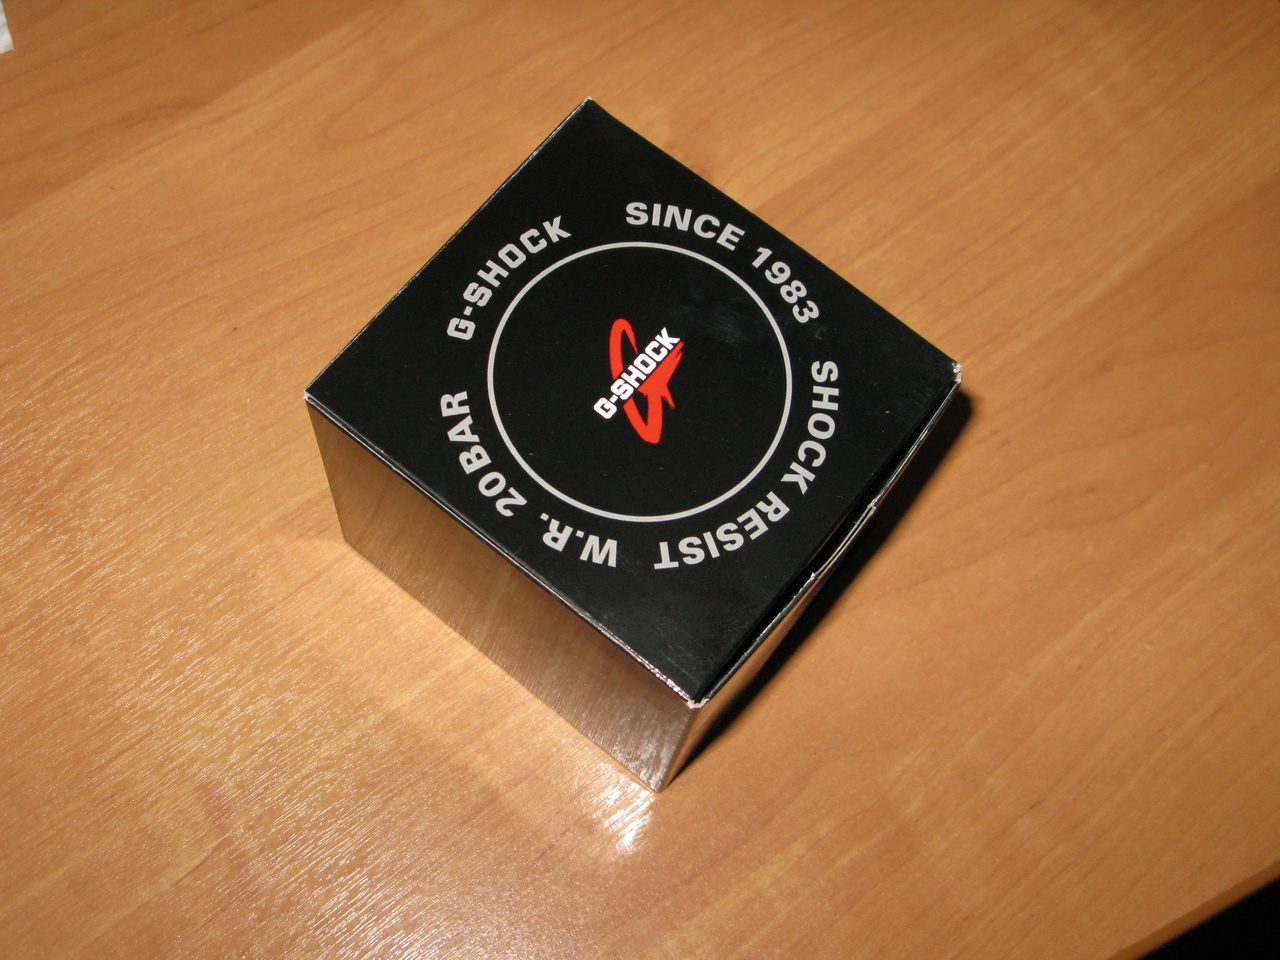 G-SHOCK
SINCE 1983
SHOCK RESIST
W.R. 20BAR
G-SHOCK